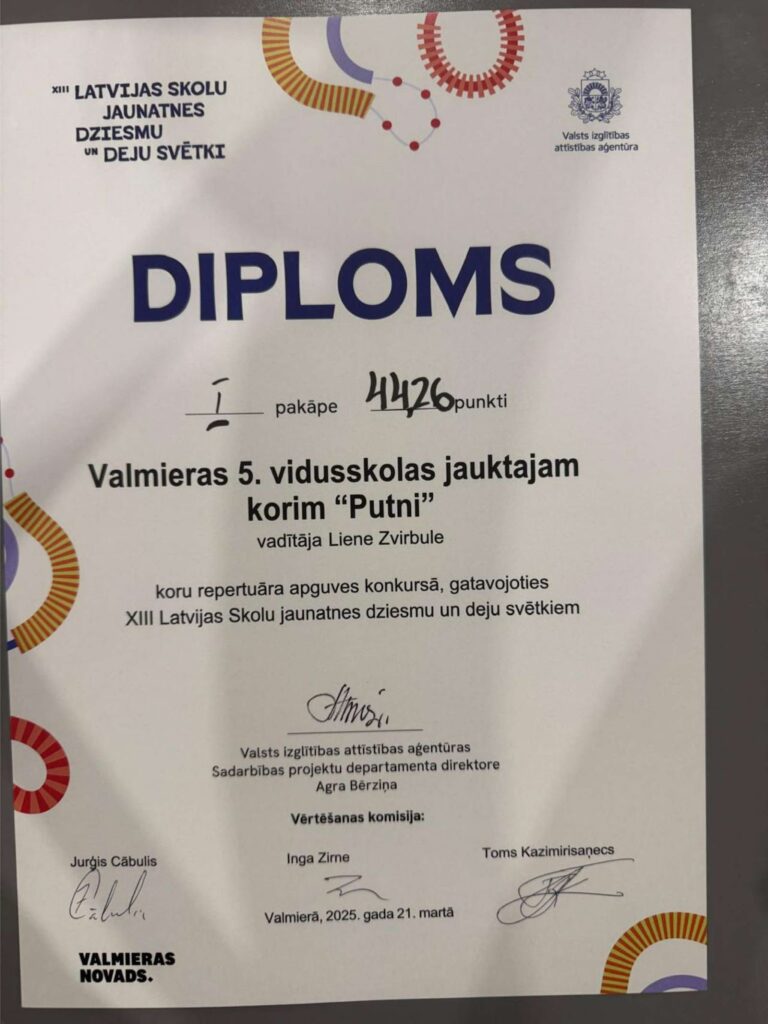 XIII LATVIJAS SKOLU
JAUNATNES
DZIESMU
UN DEJU SVĒTKI
Valsts izglītības
attīstības aģentūra
DIPLOMS
I pakāpe 44,26 punkti
Valmieras 5. vidusskolas jauktajam
korim “Putni”
vadītāja Liene Zvirbule
koru repertuāra apguves konkursā, gatavojoties
XIII Latvijas Skolu jaunatnes dziesmu un deju svētkiem
Valsts izglītības attīstības aģentūras
Sadarbības projektu departamenta direktore
Agra Bērziņa
Vērtēšanas komisija:
Jurģis Cābulis
Inga Zirne
Toms Kazimirisaņecs
Valmierā, 2025. gada 21. martā
VALMIERAS
NOVADS.